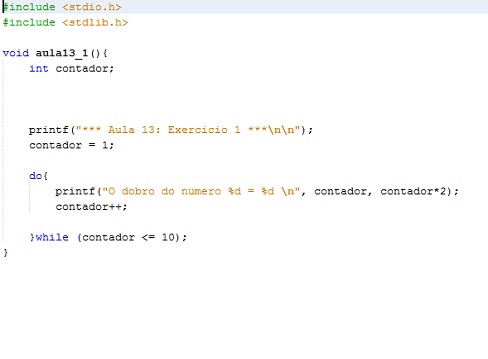 #include <stdio.h>
#include <stdlib.h>
void aula13_1(){
int contador;
printf("*** Aula 13: Exercicio 1 ***\n\n");
contador = 1;
do{
printf("O dobro do numero %d = %d \n", contador, contador*2);
contador++;
}while (contador <= 10);
}